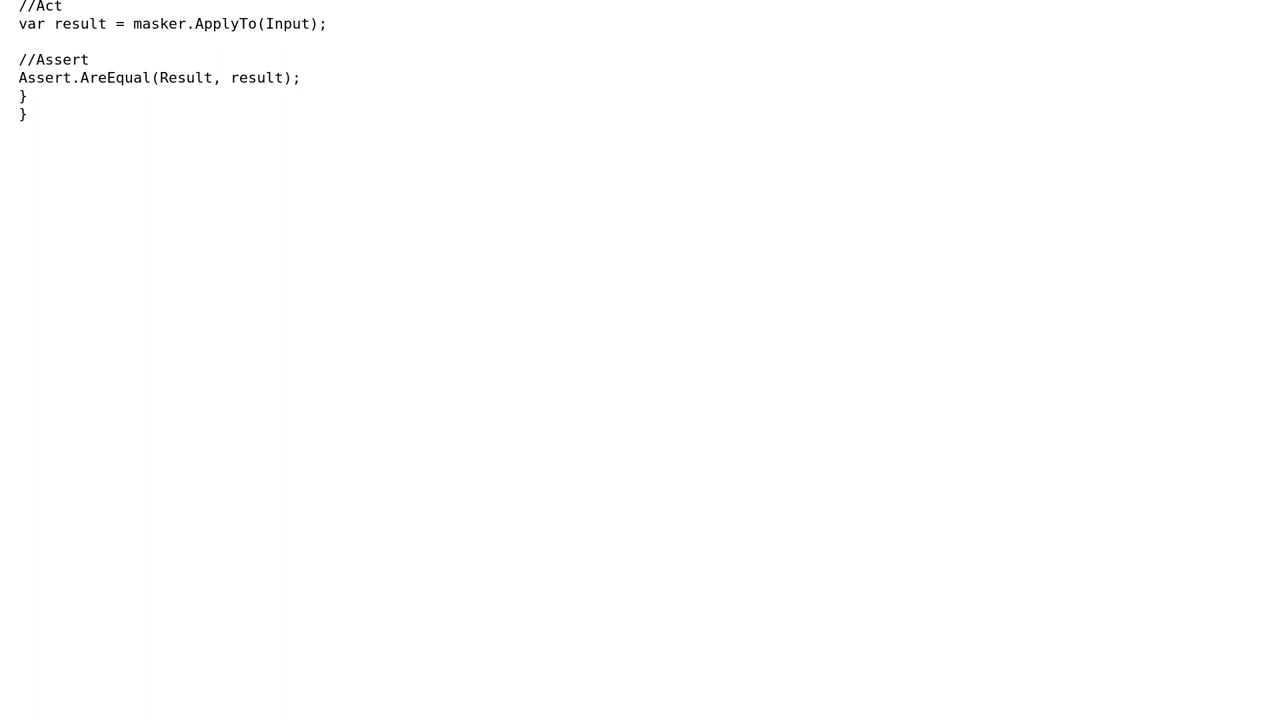 //Act
var result = masker.ApplyTo(Input);

//Assert
Assert.AreEqual(Result, result);
}
}